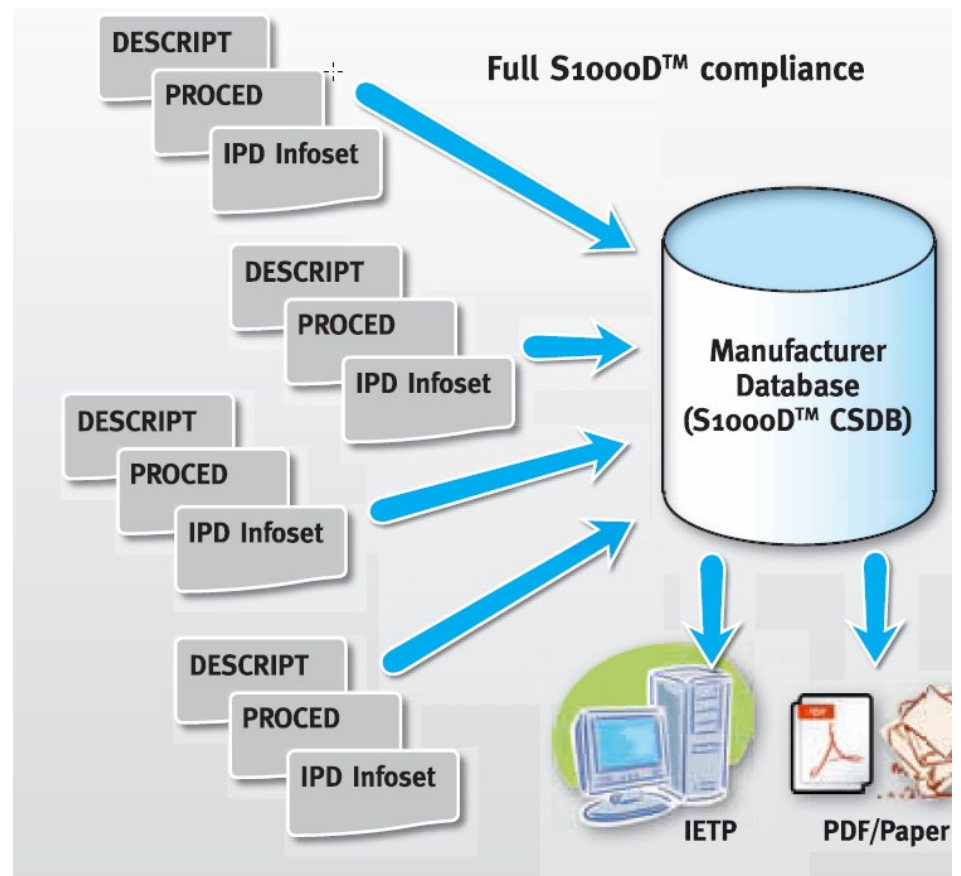 DESCRIPT
PROCED
IPD Infoset
Full S1000D™ compliance
DESCRIPT
PROCED
IPD Infoset
Manufacturer
Database
(S1000D™ CSDB)
DESCRIPT
PROCED
IPD Infoset
DESCRIPT
PROCED
IPD Infoset
IETP
PDF/Paper